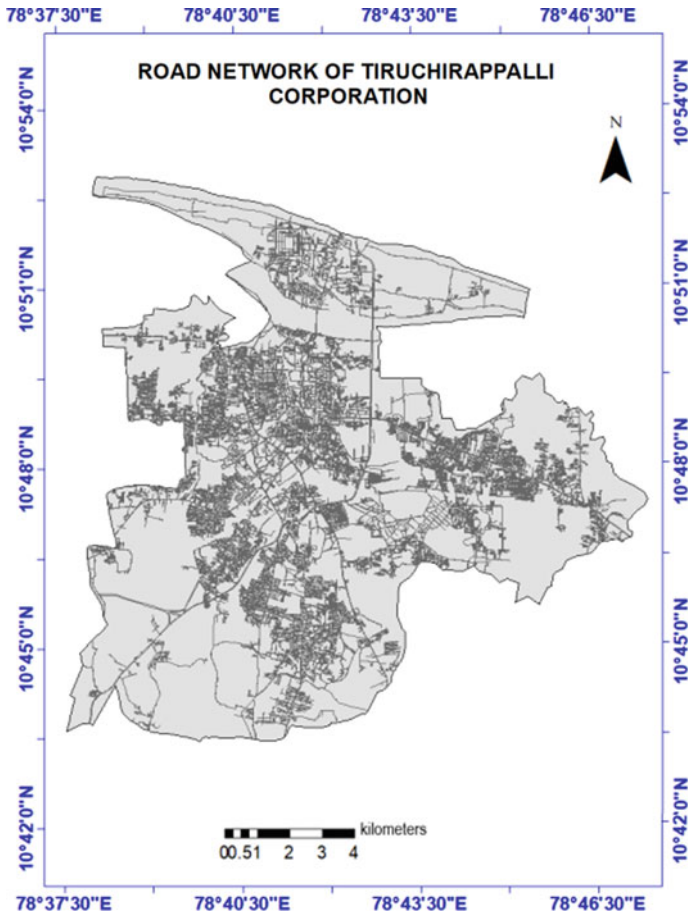 78°37'30"E 78°40'30"E 78°43'30"E 78°46'30"E
ROAD NETWORK OF TIRUCHIRAPPALLI
CORPORATION
N
10°54'0"N 10°54'0"N
10°51'0"N 10°51'0"N
10°48'0"N 10°48'0"N
10°45'0"N 10°45'0"N
10°42'0"N 10°42'0"N
kilometers
00.51 2 3 4
78°37'30"E 78°40'30"E 78°43'30"E 78°46'30"E